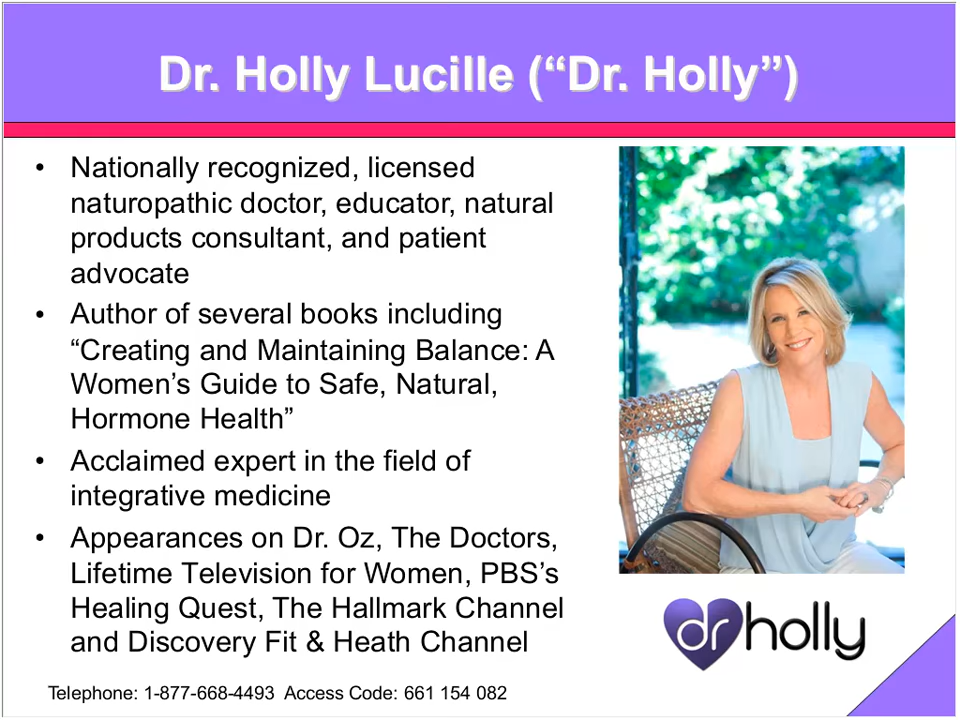 Dr. Holly Lucille (“Dr. Holly”)
• Nationally recognized, licensed
naturopathic doctor, educator, natural
products consultant, and patient
advocate
• Author of several books including
“Creating and Maintaining Balance: A
Women’s Guide to Safe, Natural,
Hormone Health”
• Acclaimed expert in the field of
integrative medicine
• Appearances on Dr. Oz, The Doctors,
Lifetime Television for Women, PBS’s
Healing Quest, The Hallmark Channel
and Discovery Fit & Heath Channel
dr holly
Telephone: 1-877-668-4493 Access Code: 661 154 082